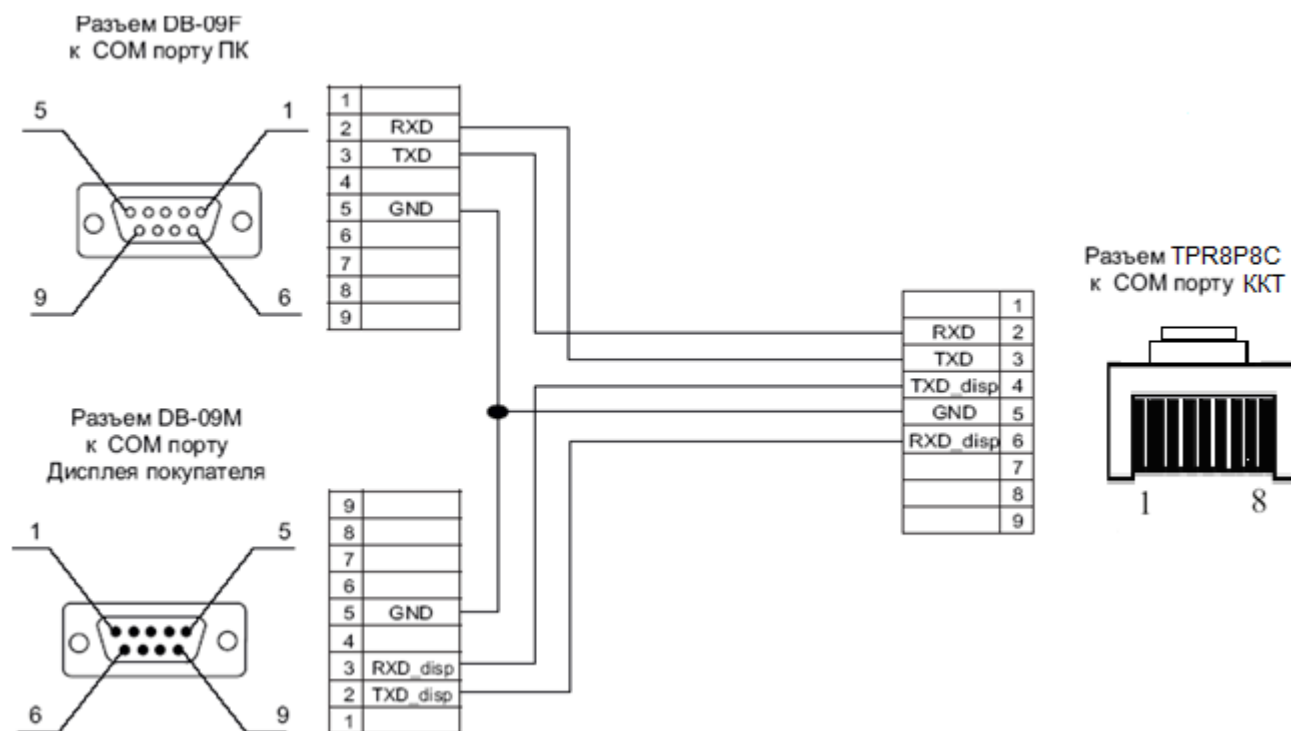 Разъем DB-09F
к COM порту ПК
5
1
9
6
1
2 RXD
3 TXD
4
5 GND
6
7
8
9
Разъем DB-09M
к COM порту
Дисплея покупателя
1
5
6
9
9
8
7
6
5 GND
4
3 RXD_disp
2 TXD_disp
1
1
RXD 2
TXD 3
TXD_disp 4
GND 5
RXD_disp 6
7
8
9
Разъем TPR8P8C
к COM порту ККТ
1
8